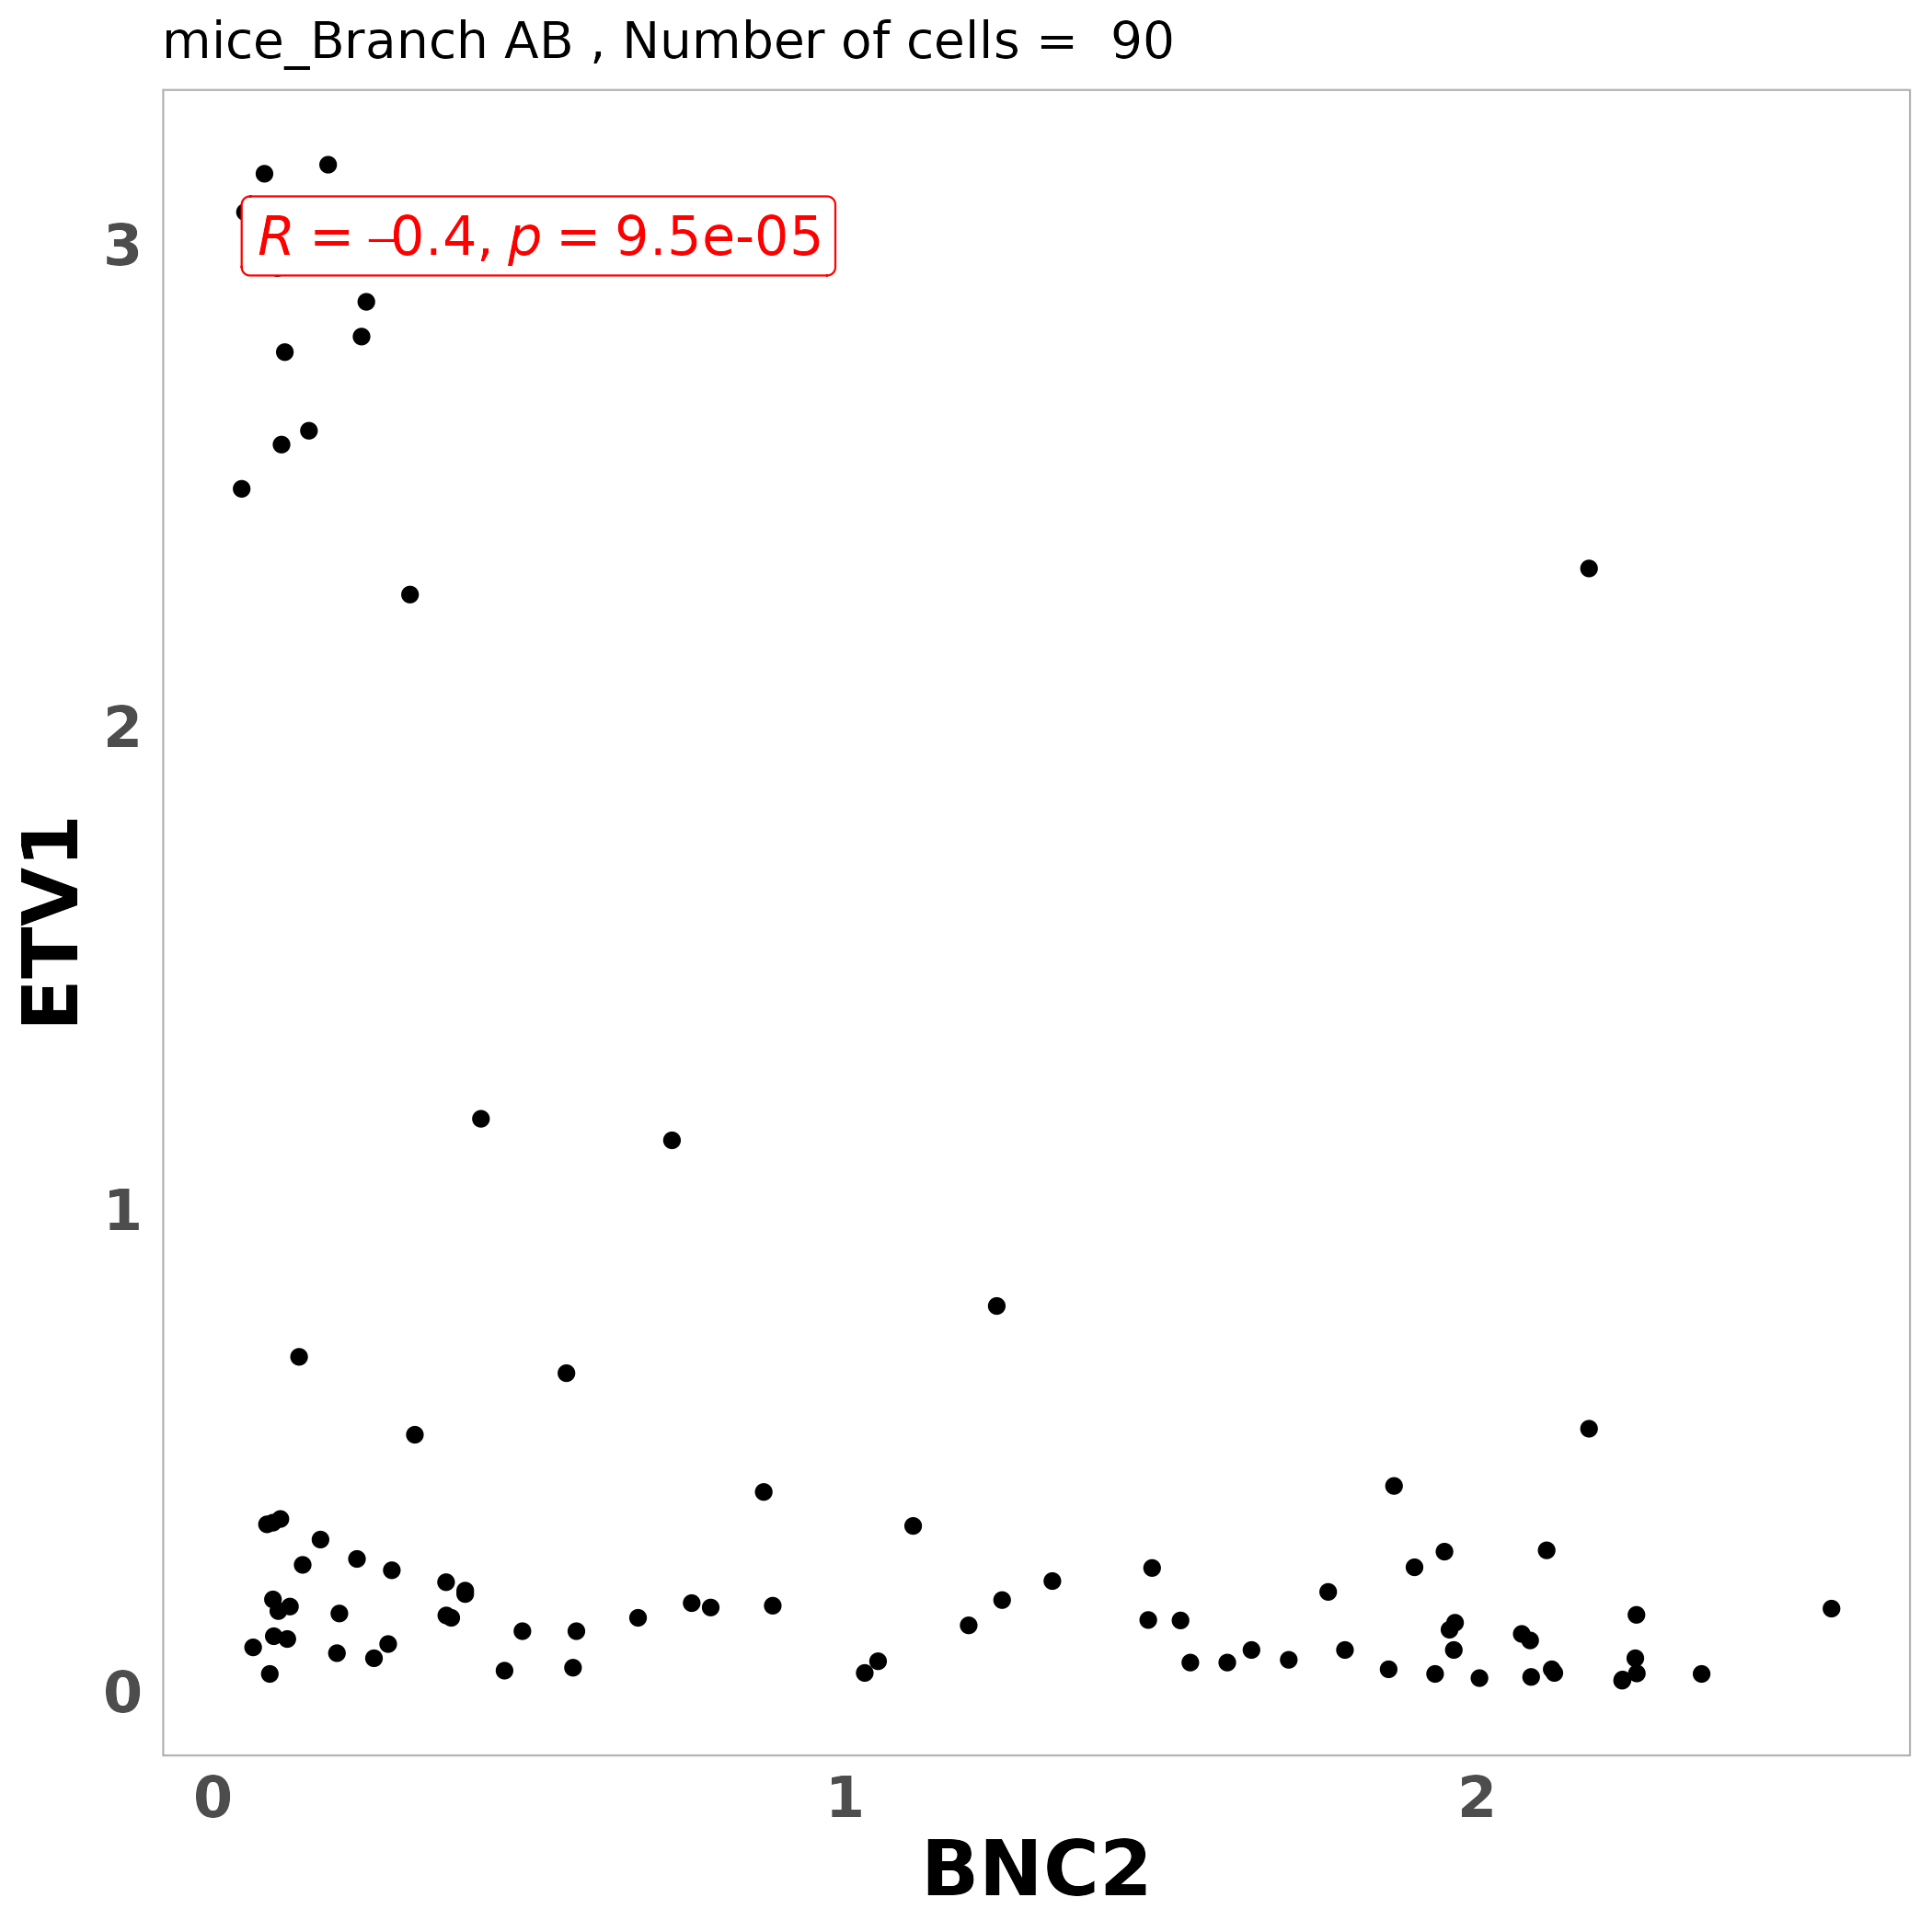 mice_Branch AB , Number of cells =  90
R = –0.4, p = 9.5e-05
3
2
1
0
ETV1
0 1 2
BNC2